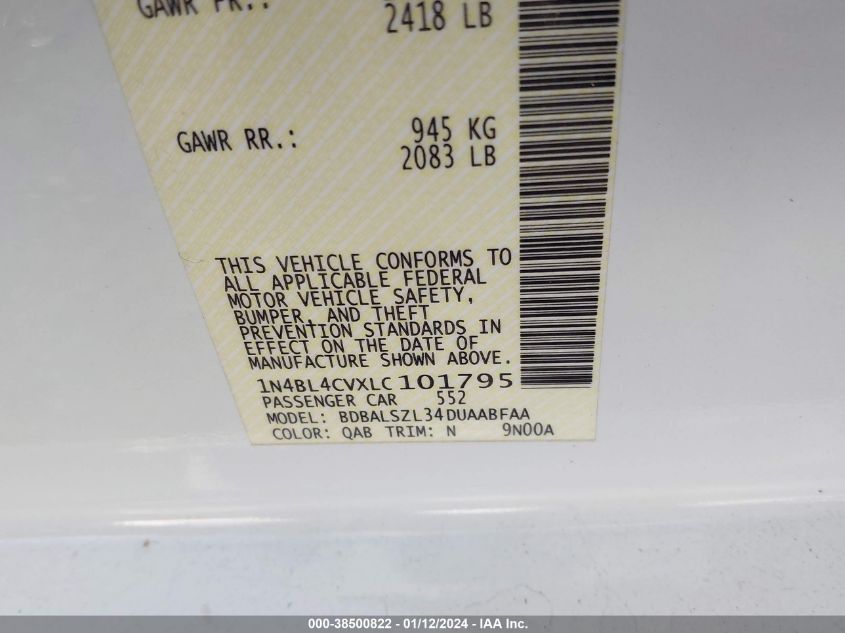 GAWR FR.:
2418 LB
GAWR RR.: 945 KG
2083 LB
THIS VEHICLE CONFORMS TO
ALL APPLICABLE FEDERAL
MOTOR VEHICLE SAFETY,
BUMPER, AND THEFT
PREVENTION STANDARDS IN
EFFECT ON THE DATE OF
MANUFACTURE SHOWN ABOVE.
1N4BL4CVXLC101795
PASSENGER CAR 552
MODEL: BDBALSZL34DUAABFAA
COLOR: QAB TRIM: N 9N00A
000-38500822 - 01/12/2024 - IAA Inc.